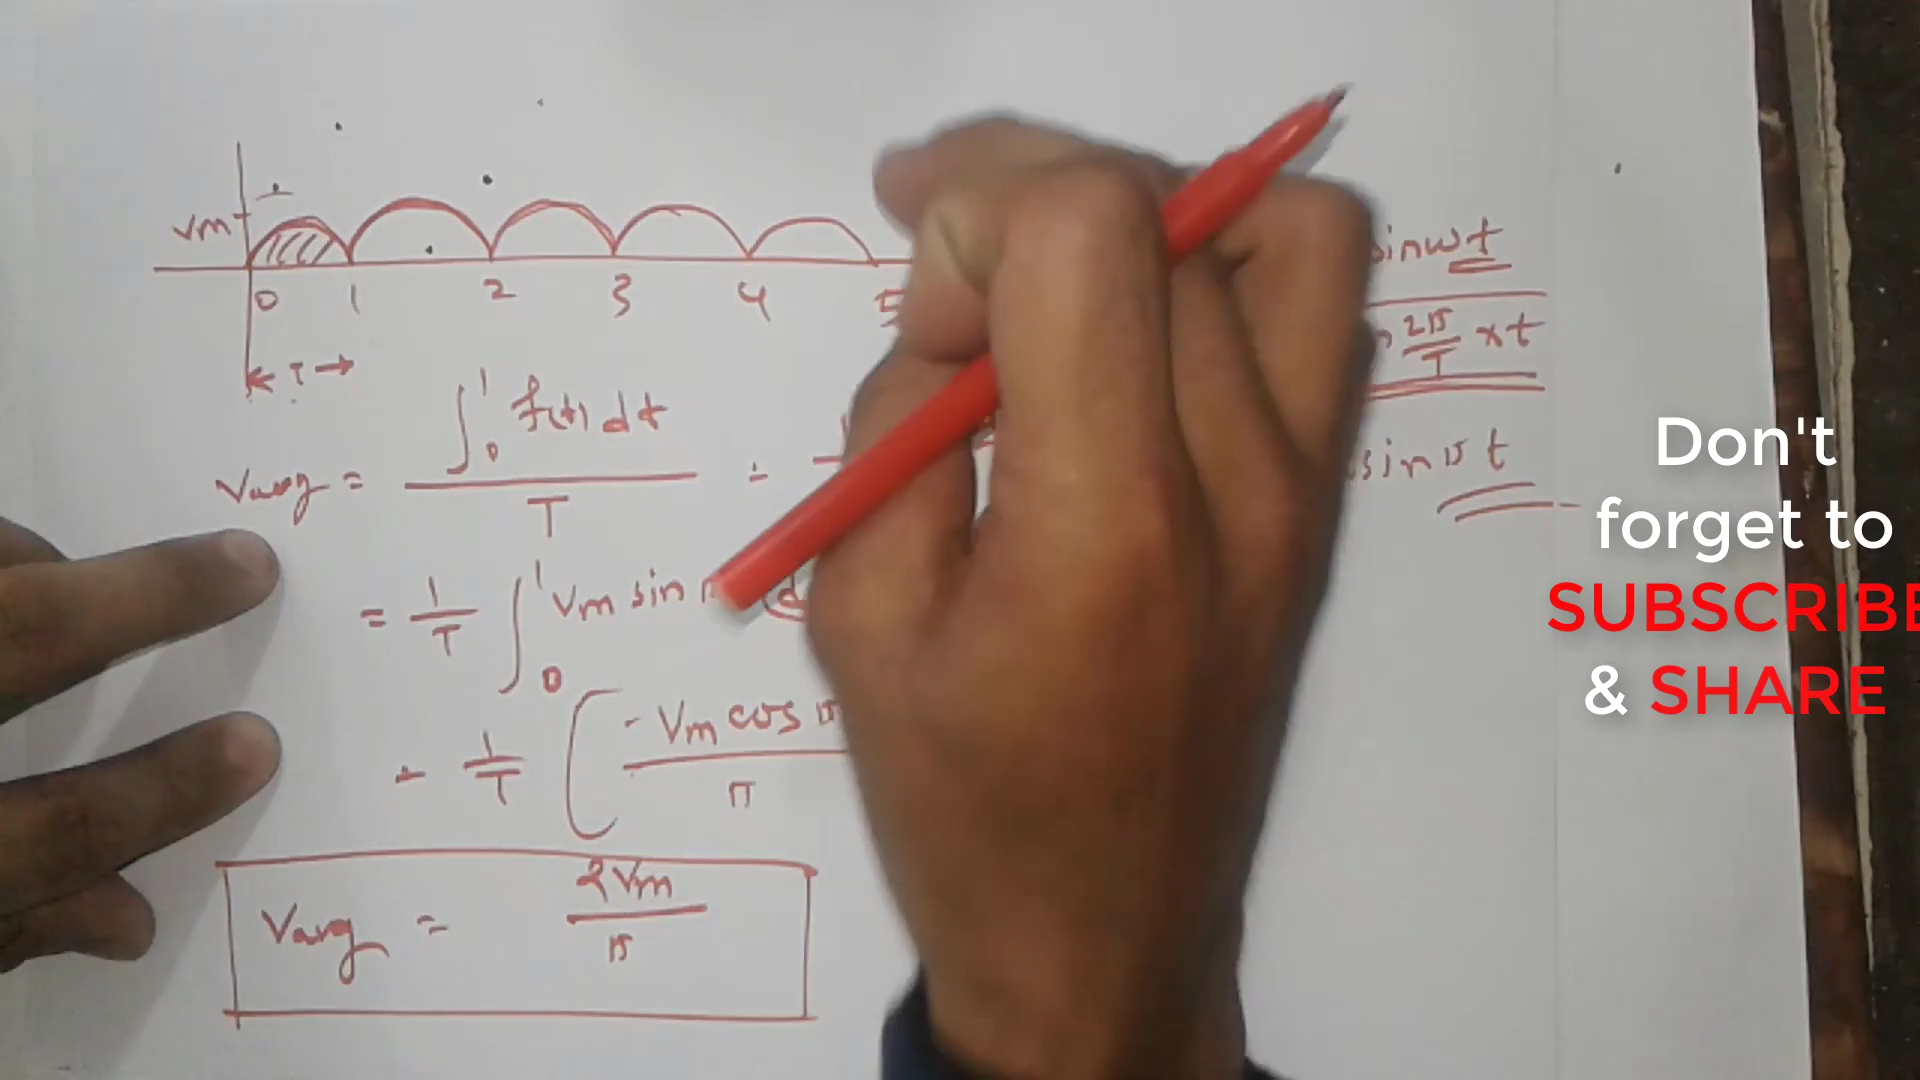 Vm
0 1 2 3 4 5
T
sinωt
2π/T × t
sin π t
Vavg = ∫₀¹ f(t) dt / T
= 1/T ∫₀¹ Vm sin
= 1/T [ - Vm cos π / π
Vavg = 2Vm / π
Don't
forget to
SUBSCRIBE
& SHARE